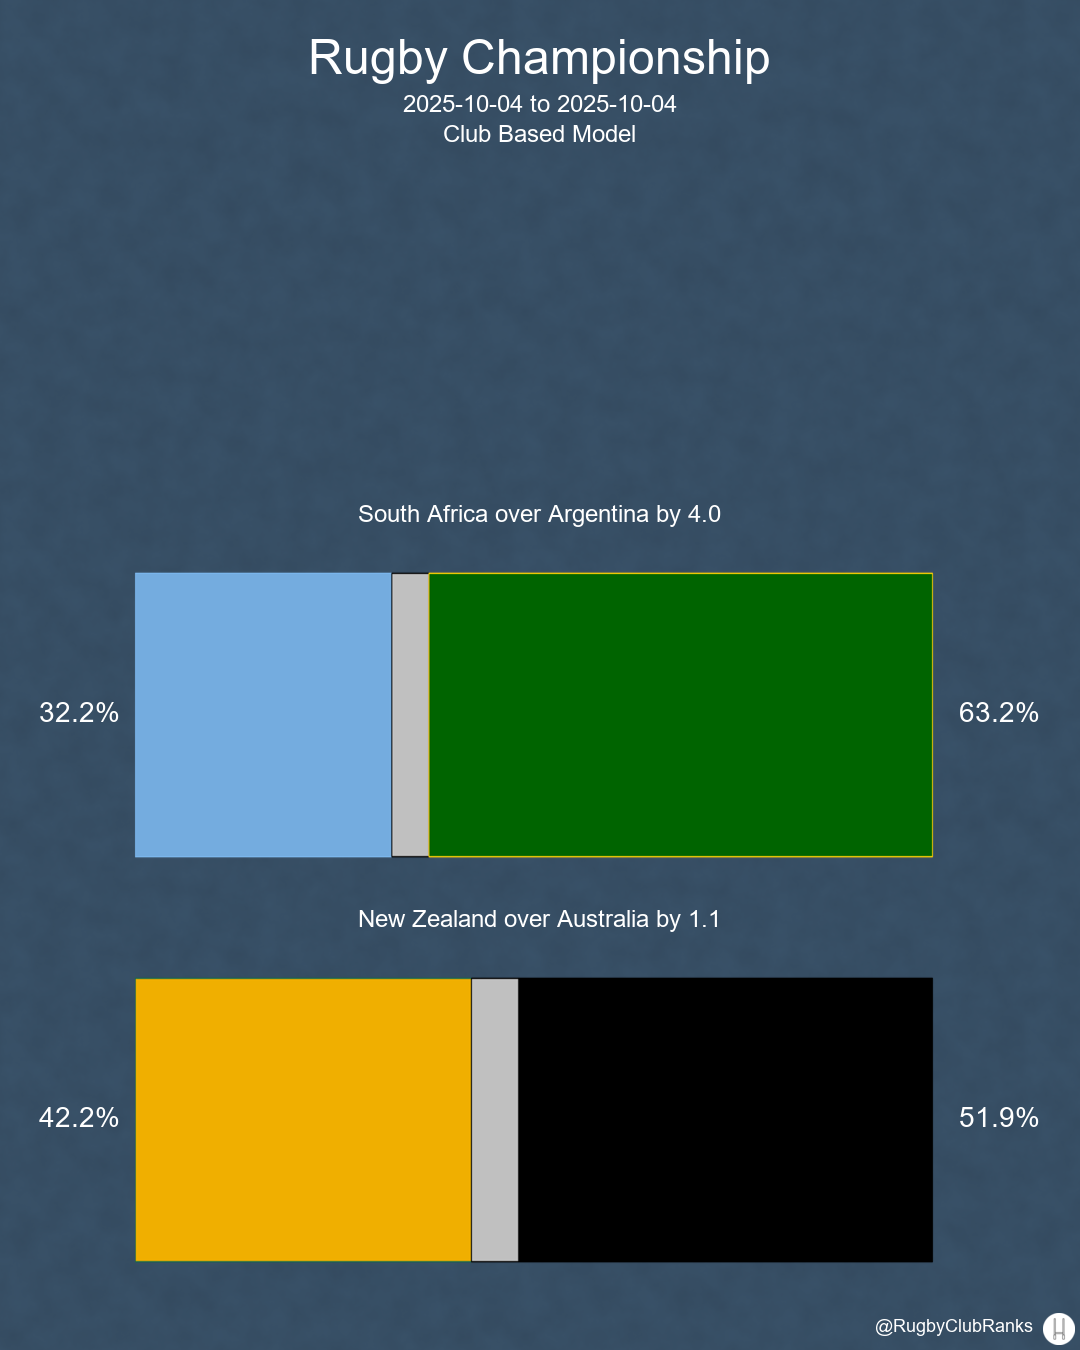 Rugby Championship
2025-10-04 to 2025-10-04
Club Based Model
South Africa over Argentina by 4.0
32.2%
63.2%
New Zealand over Australia by 1.1
42.2%
51.9%
@RugbyClubRanks